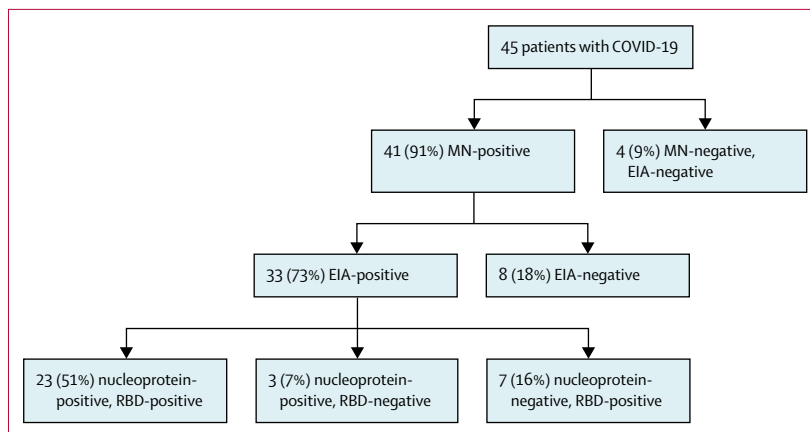 45 patients with COVID-19
41 (91%) MN-positive
4 (9%) MN-negative,
EIA-negative
33 (73%) EIA-positive
8 (18%) EIA-negative
23 (51%) nucleoprotein-
positive, RBD-positive
3 (7%) nucleoprotein-
positive, RBD-negative
7 (16%) nucleoprotein-
negative, RBD-positive